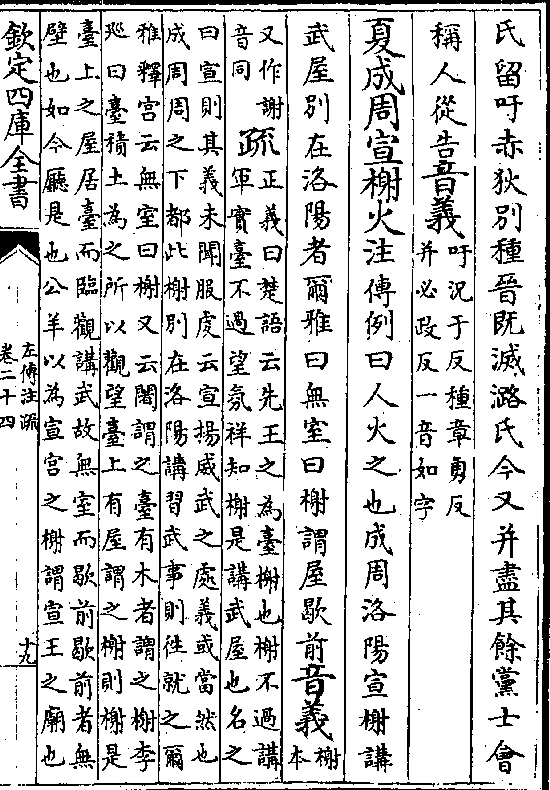 氏留吁赤狄别種晉既滅潞氏今又并盡其餘黨士會
稱人從告音義吁況于反種章勇反
并必政反一音如字
夏成周宣榭火注傳例曰人火之也成周洛陽宣榭講
武屋别在洛陽者爾雅曰無室曰榭謂屋歇前音義榭
本
又作謝
音同疏正義曰楚語云先王之為臺榭也榭不過講
軍實臺不過望氛祥知榭是講武屋也名之
曰宣則其義未聞服虔云宣揚威武之處義或當然也
成周周之下都此榭别在洛陽講習武事則徃就之爾
雅釋宫云無室曰榭又云闍謂之臺有木者謂之榭李
廵曰臺積土為之所以觀望臺上有屋謂之榭則榭是
臺上之屋居臺而臨觀講武故無室而歇前歇前者無
壁也如今廳是也公羊以為宣宫之榭謂宣王之廟也
欽定四庫全書
左傳注疏
卷二十四
十九